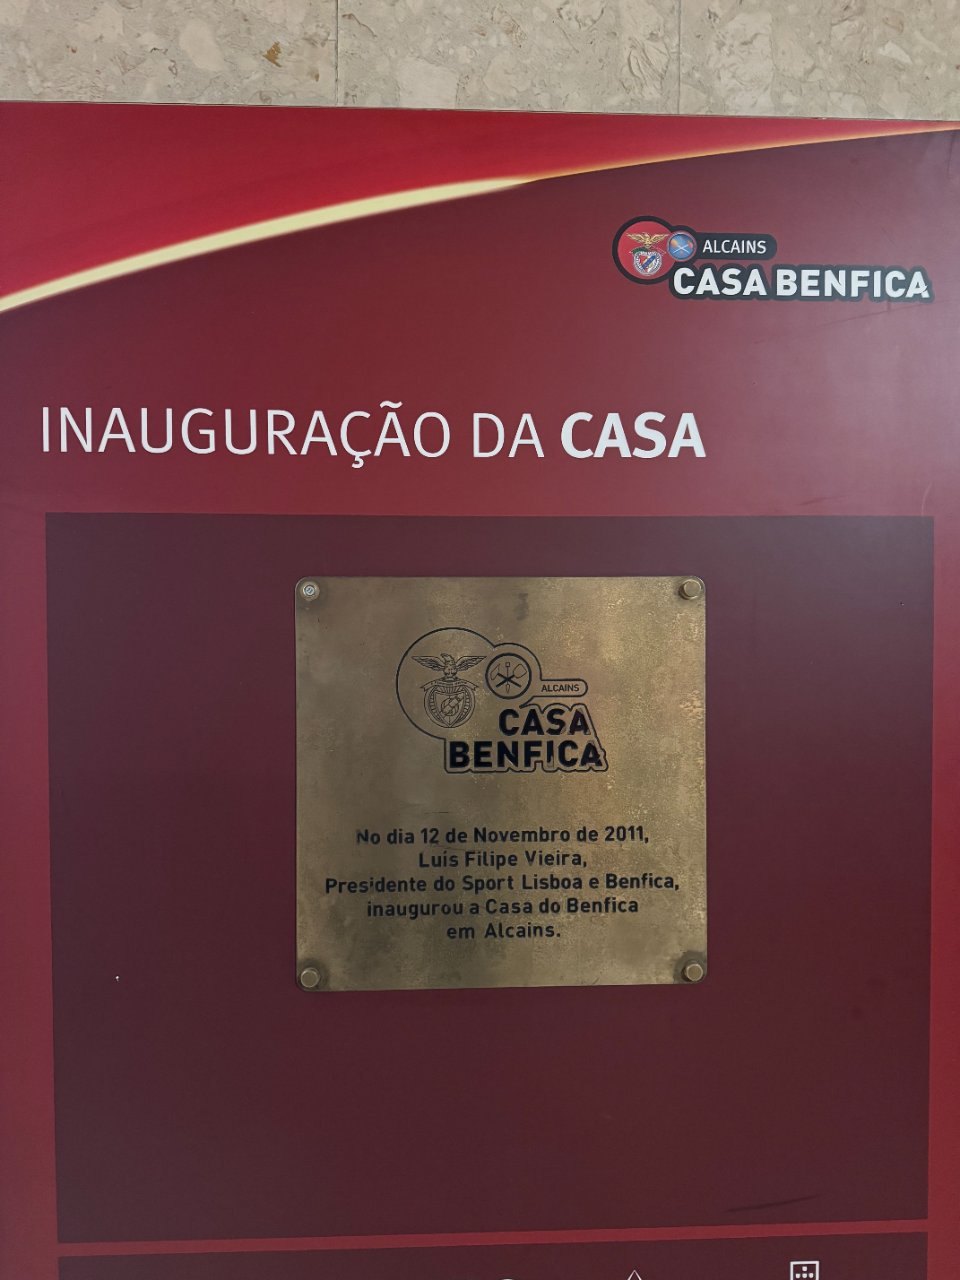 ALCAINS
CASA BENFICA
INAUGURAÇÃO DA CASA
ALCAINS
CASA
BENFICA
No dia 12 de Novembro de 2011,
Luís Filipe Vieira,
Presidente do Sport Lisboa e Benfica,
inaugurou a Casa do Benfica
em Alcains.